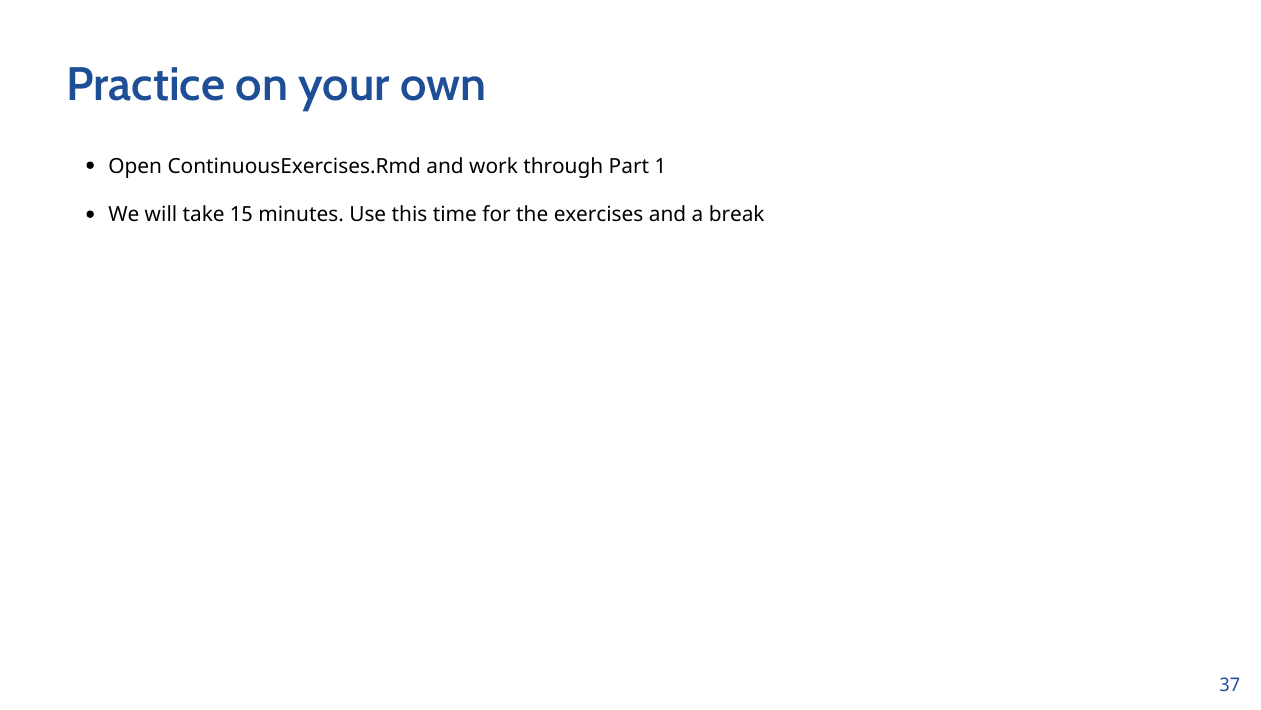 Practice on your own
• Open ContinuousExercises.Rmd and work through Part 1
• We will take 15 minutes. Use this time for the exercises and a break
37